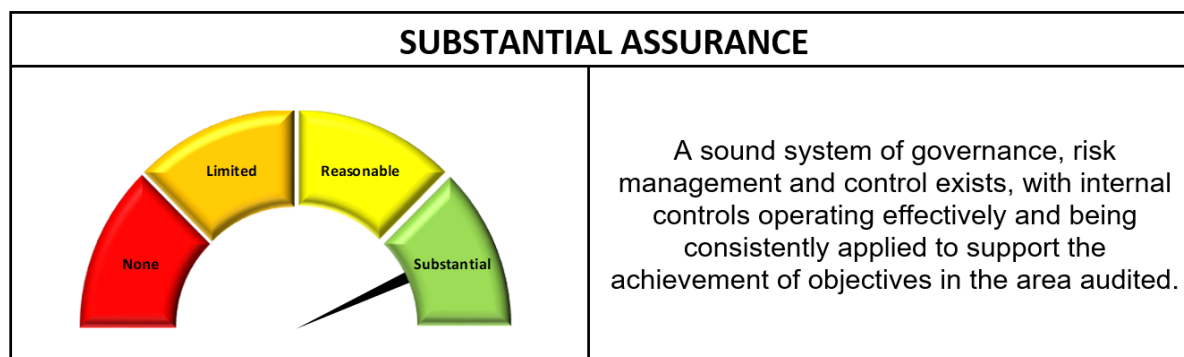 SUBSTANTIAL ASSURANCE
Limited
Reasonable
None
Substantial
A sound system of governance, risk
management and control exists, with internal
controls operating effectively and being
consistently applied to support the
achievement of objectives in the area audited.